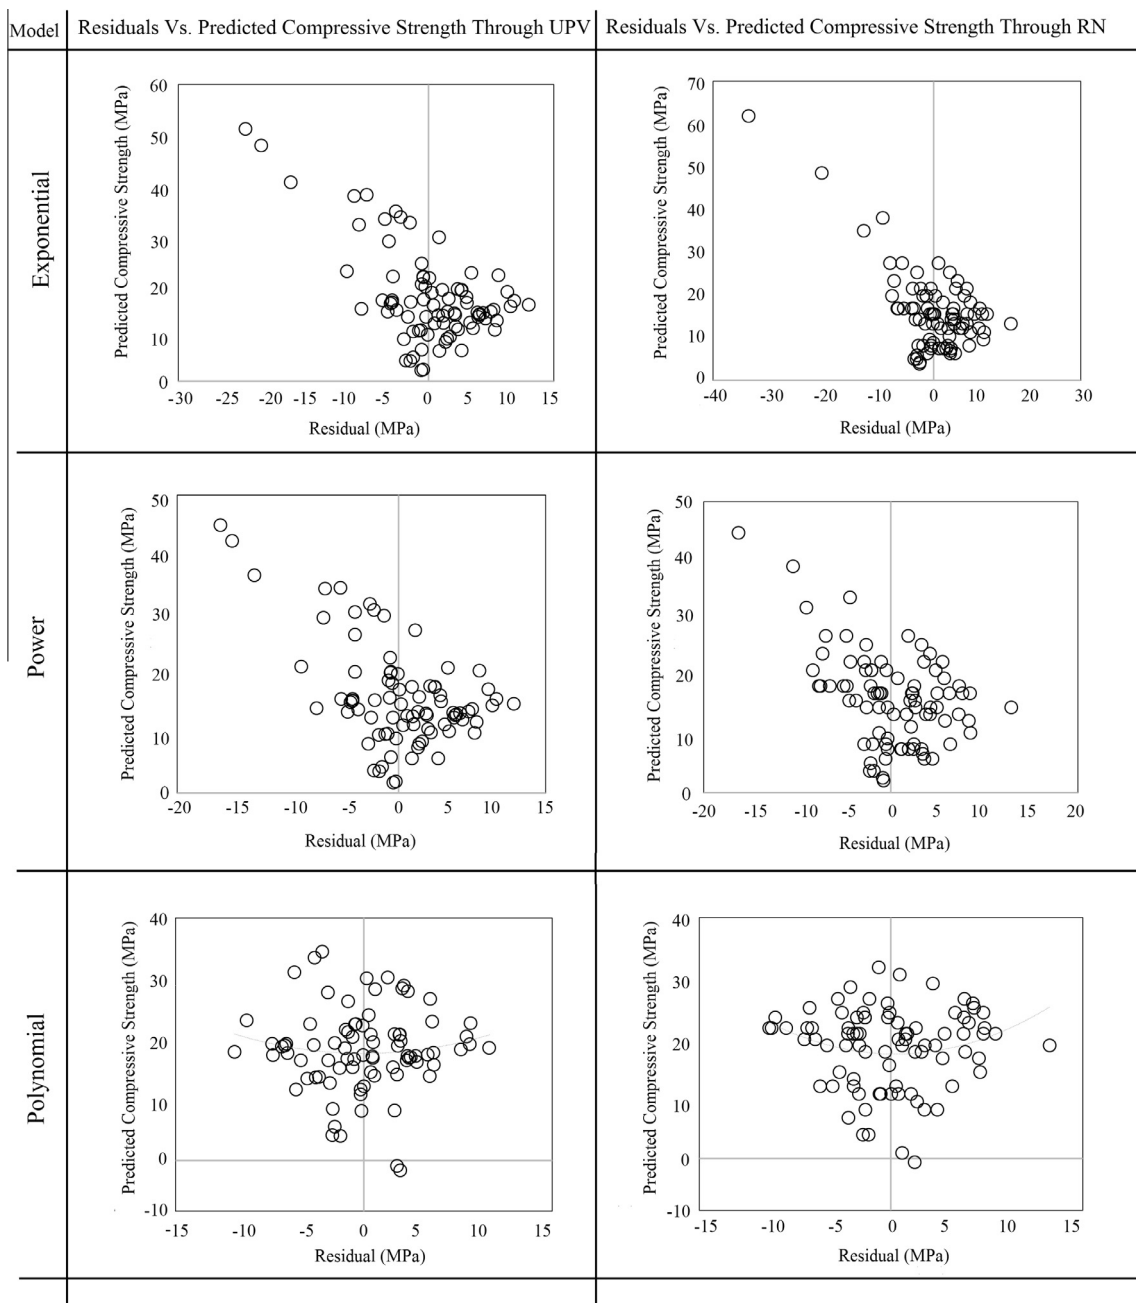 Model Residuals Vs. Predicted Compressive Strength Through UPV Residuals Vs. Predicted Compressive Strength Through RN
Exponential
Predicted Compressive Strength (MPa)
60
50
40
30
20
10
0
-30 -25 -20 -15 -10 -5 0 5 10 15
Residual (MPa)
Predicted Compressive Strength (MPa)
70
60
50
40
30
20
10
0
-40 -30 -20 -10 0 10 20 30
Residual (MPa)
Power
Predicted Compressive Strength (MPa)
50
40
30
20
10
0
-20 -15 -10 -5 0 5 10 15
Residual (MPa)
Predicted Compressive Strength (MPa)
50
40
30
20
10
0
-20 -15 -10 -5 0 5 10 15 20
Residual (MPa)
Polynomial
Predicted Compressive Strength (MPa)
40
30
20
10
0
-10
-15 -10 -5 0 5 10 15
Residual (MPa)
Predicted Compressive Strength (MPa)
40
30
20
10
0
-10
-15 -10 -5 0 5 10 15
Residual (MPa)